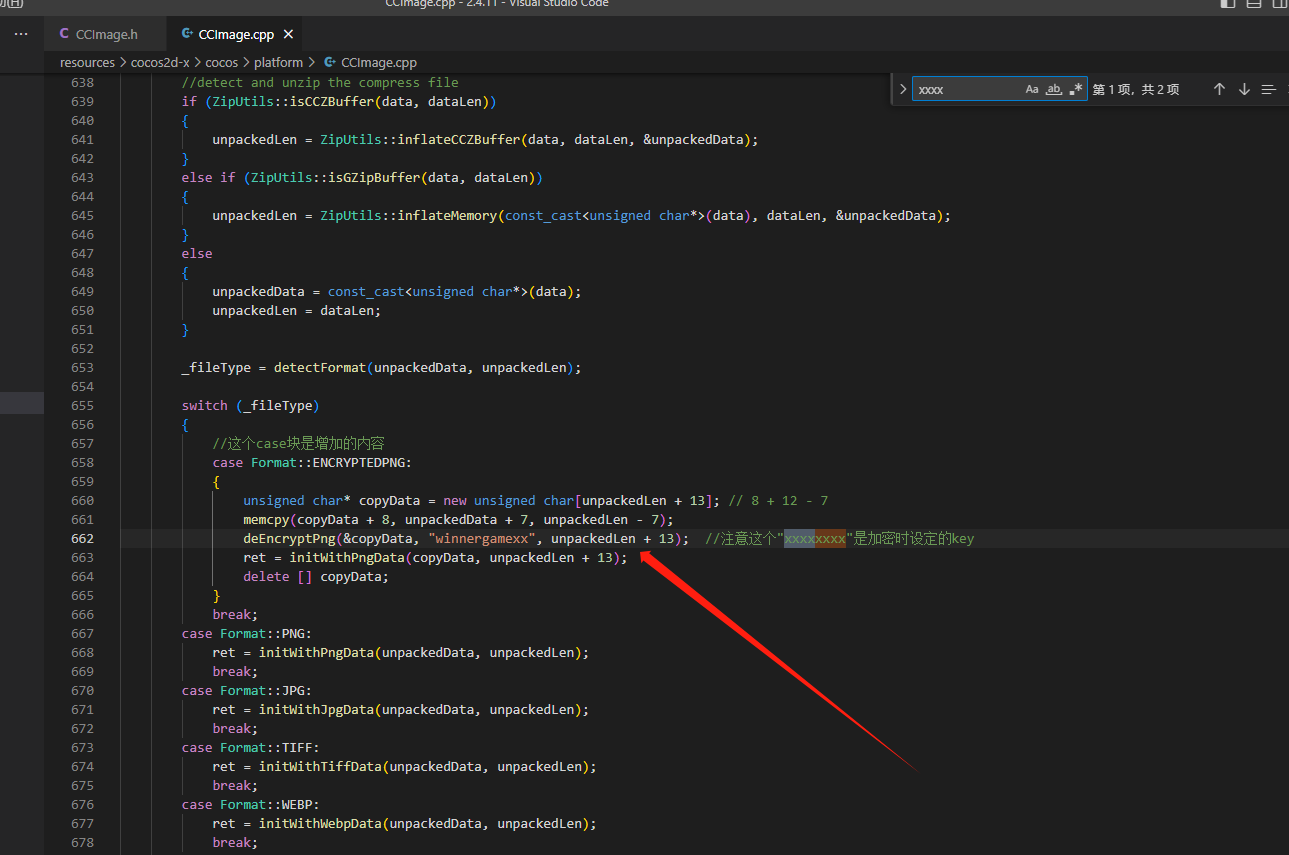 CCImage.cpp - 2.4.11 - Visual Studio Code
CCImage.h
CCImage.cpp
resources > cocos2d-x > cocos > platform > CCImage.cpp
xxxx Aa ab 第 1 项，共 2 项
638 //detect and unzip the compress file
639 if (ZipUtils::isCCZBuffer(data, dataLen))
640 {
641 unpackedLen = ZipUtils::inflateCCZBuffer(data, dataLen, &unpackedData);
642 }
643 else if (ZipUtils::isGZipBuffer(data, dataLen))
644 {
645 unpackedLen = ZipUtils::inflateMemory(const_cast<unsigned char*>(data), dataLen, &unpackedData);
646 }
647 else
648 {
649 unpackedData = const_cast<unsigned char*>(data);
650 unpackedLen = dataLen;
651 }
652
653 _fileType = detectFormat(unpackedData, unpackedLen);
654
655 switch (_fileType)
656 {
657 //这个case块是增加的内容
658 case Format::ENCRYPTEDPNG:
659 {
660 unsigned char* copyData = new unsigned char[unpackedLen + 13]; // 8 + 12 - 7
661 memcpy(copyData + 8, unpackedData + 7, unpackedLen - 7);
662 deEncryptPng(&copyData, "winnergamexx", unpackedLen + 13); //注意这个"xxxxxxxx"是加密时设定的key
663 ret = initWithPngData(copyData, unpackedLen + 13);
664 delete [] copyData;
665 }
666 break;
667 case Format::PNG:
668 ret = initWithPngData(unpackedData, unpackedLen);
669 break;
670 case Format::JPG:
671 ret = initWithJpgData(unpackedData, unpackedLen);
672 break;
673 case Format::TIFF:
674 ret = initWithTiffData(unpackedData, unpackedLen);
675 break;
676 case Format::WEBP:
677 ret = initWithWebpData(unpackedData, unpackedLen);
678 break;